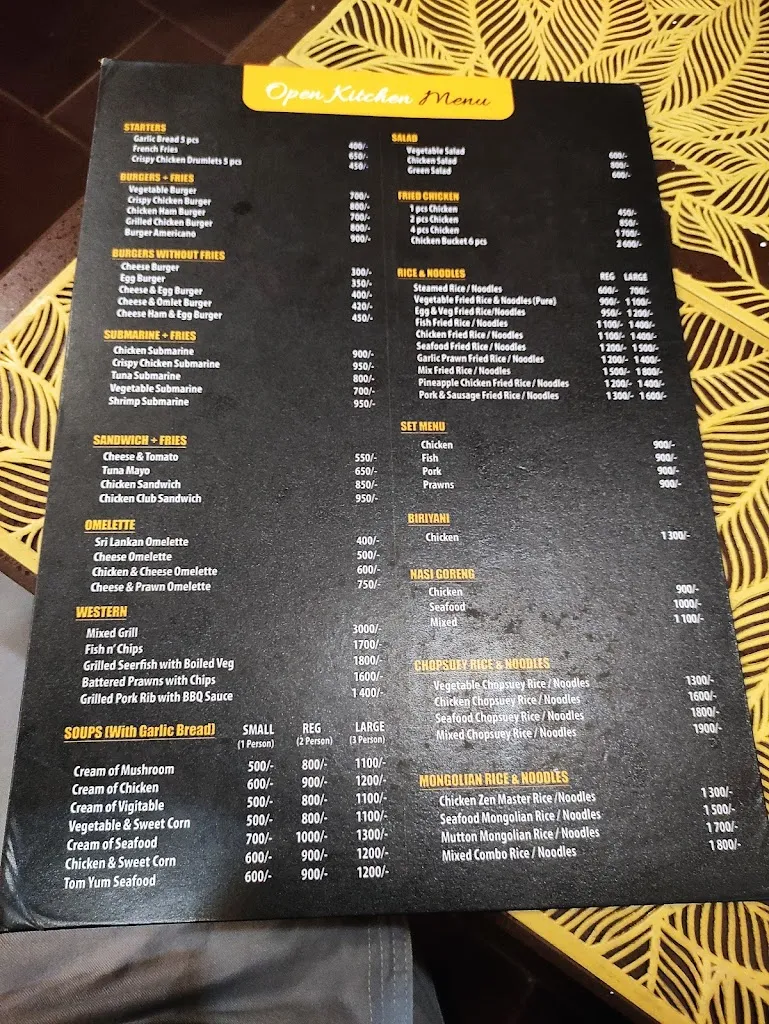 Open Kitchen Menu
STARTERS
Garlic Bread 5 pcs 400/-
French Fries 650/-
Crispy Chicken Drumlets 5 pcs 450/-
BURGERS + FRIES
Vegetable Burger 700/-
Crispy Chicken Burger 800/-
Chicken Ham Burger 700/-
Grilled Chicken Burger 800/-
Burger Americano 900/-
BURGERS WITHOUT FRIES
Cheese Burger 300/-
Egg Burger 350/-
Cheese & Egg Burger 400/-
Cheese & Omlet Burger 420/-
Cheese Ham & Egg Burger 450/-
SUBMARINE + FRIES
Chicken Submarine 900/-
Crispy Chicken Submarine 950/-
Tuna Submarine 800/-
Vegetable Submarine 700/-
Shrimp Submarine 950/-
SANDWICH + FRIES
Cheese & Tomato 550/-
Tuna Mayo 650/-
Chicken Sandwich 850/-
Chicken Club Sandwich 950/-
OMELETTE
Sri Lankan Omelette 400/-
Cheese Omelette 500/-
Chicken & Cheese Omelette 600/-
Cheese & Prawn Omelette 750/-
WESTERN
Mixed Grill 3000/-
Fish n' Chips 1700/-
Grilled Seerfish with Boiled Veg 1800/-
Battered Prawns with Chips 1600/-
Grilled Pork Rib with BBQ Sauce 1 400/-
SOUPS (With Garlic Bread) SMALL REG LARGE
(1 Person) (2 Person) (3 Person)
Cream of Mushroom 500/- 800/- 1100/-
Cream of Chicken 600/- 900/- 1200/-
Cream of Vigitable 500/- 800/- 1100/-
Vegetable & Sweet Corn 500/- 800/- 1100/-
Cream of Seafood 700/- 1000/- 1300/-
Chicken & Sweet Corn 600/- 900/- 1200/-
Tom Yum Seafood 600/- 900/- 1200/-
SALAD
Vegetable Salad 600/-
Chicken Salad 800/-
Green Salad 600/-
FRIED CHICKEN
1 pcs Chicken 450/-
2 pcs Chicken 850/-
4 pcs Chicken 1 700/-
Chicken Bucket 6 pcs 2 600/-
RICE & NOODLES REG LARGE
Steamed Rice / Noodles 600/- 700/-
Vegetable Fried Rice & Noodles (Pure) 900/- 1 100/-
Egg & Veg Fried Rice/Noodles 950/- 1 200/-
Fish Fried Rice / Noodles 1 100/- 1 400/-
Chicken Fried Rice / Noodles 1 100/- 1 400/-
Seafood Fried Rice / Noodles 1 200/- 1 500/-
Garlic Prawn Fried Rice / Noodles 1 200/- 1 400/-
Mix Fried Rice / Noodles 1 500/- 1 800/-
Pineapple Chicken Fried Rice / Noodles 1 200/- 1 400/-
Pork & Sausage Fried Rice / Noodles 1 300/- 1 600/-
SET MENU
Chicken 900/-
Fish 900/-
Pork 900/-
Prawns 900/-
BIRIYANI
Chicken 1 300/-
NASI GORENG
Chicken 900/-
Seafood 1000/-
Mixed 1 100/-
CHOPSUEY RICE & NOODLES
Vegetable Chopsuey Rice / Noodles 1300/-
Chicken Chopsuey Rice / Noodles 1600/-
Seafood Chopsuey Rice / Noodles 1800/-
Mixed Chopsuey Rice / Noodles 1900/-
MONGOLIAN RICE & NOODLES
Chicken Zen Master Rice /Noodles 1 300/-
Seafood Mongolian Rice / Noodles 1 500/-
Mutton Mongolian Rice / Noodles 1 700/-
Mixed Combo Rice / Noodles 1 800/-